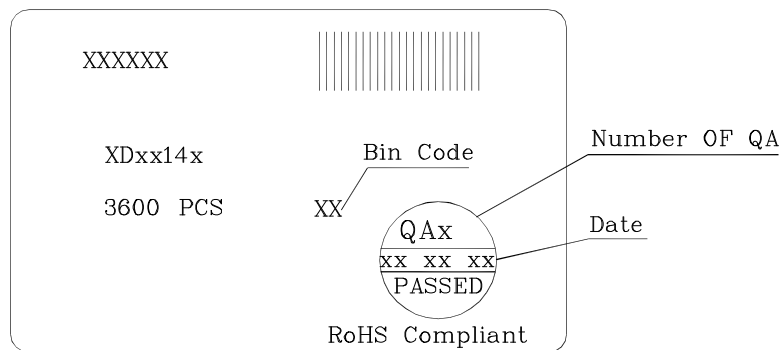 XXXXXX
XDxx14x
Bin Code
Number OF QA
3600 PCS
XX
QAx
Date
xx xx xx
PASSED
RoHS Compliant